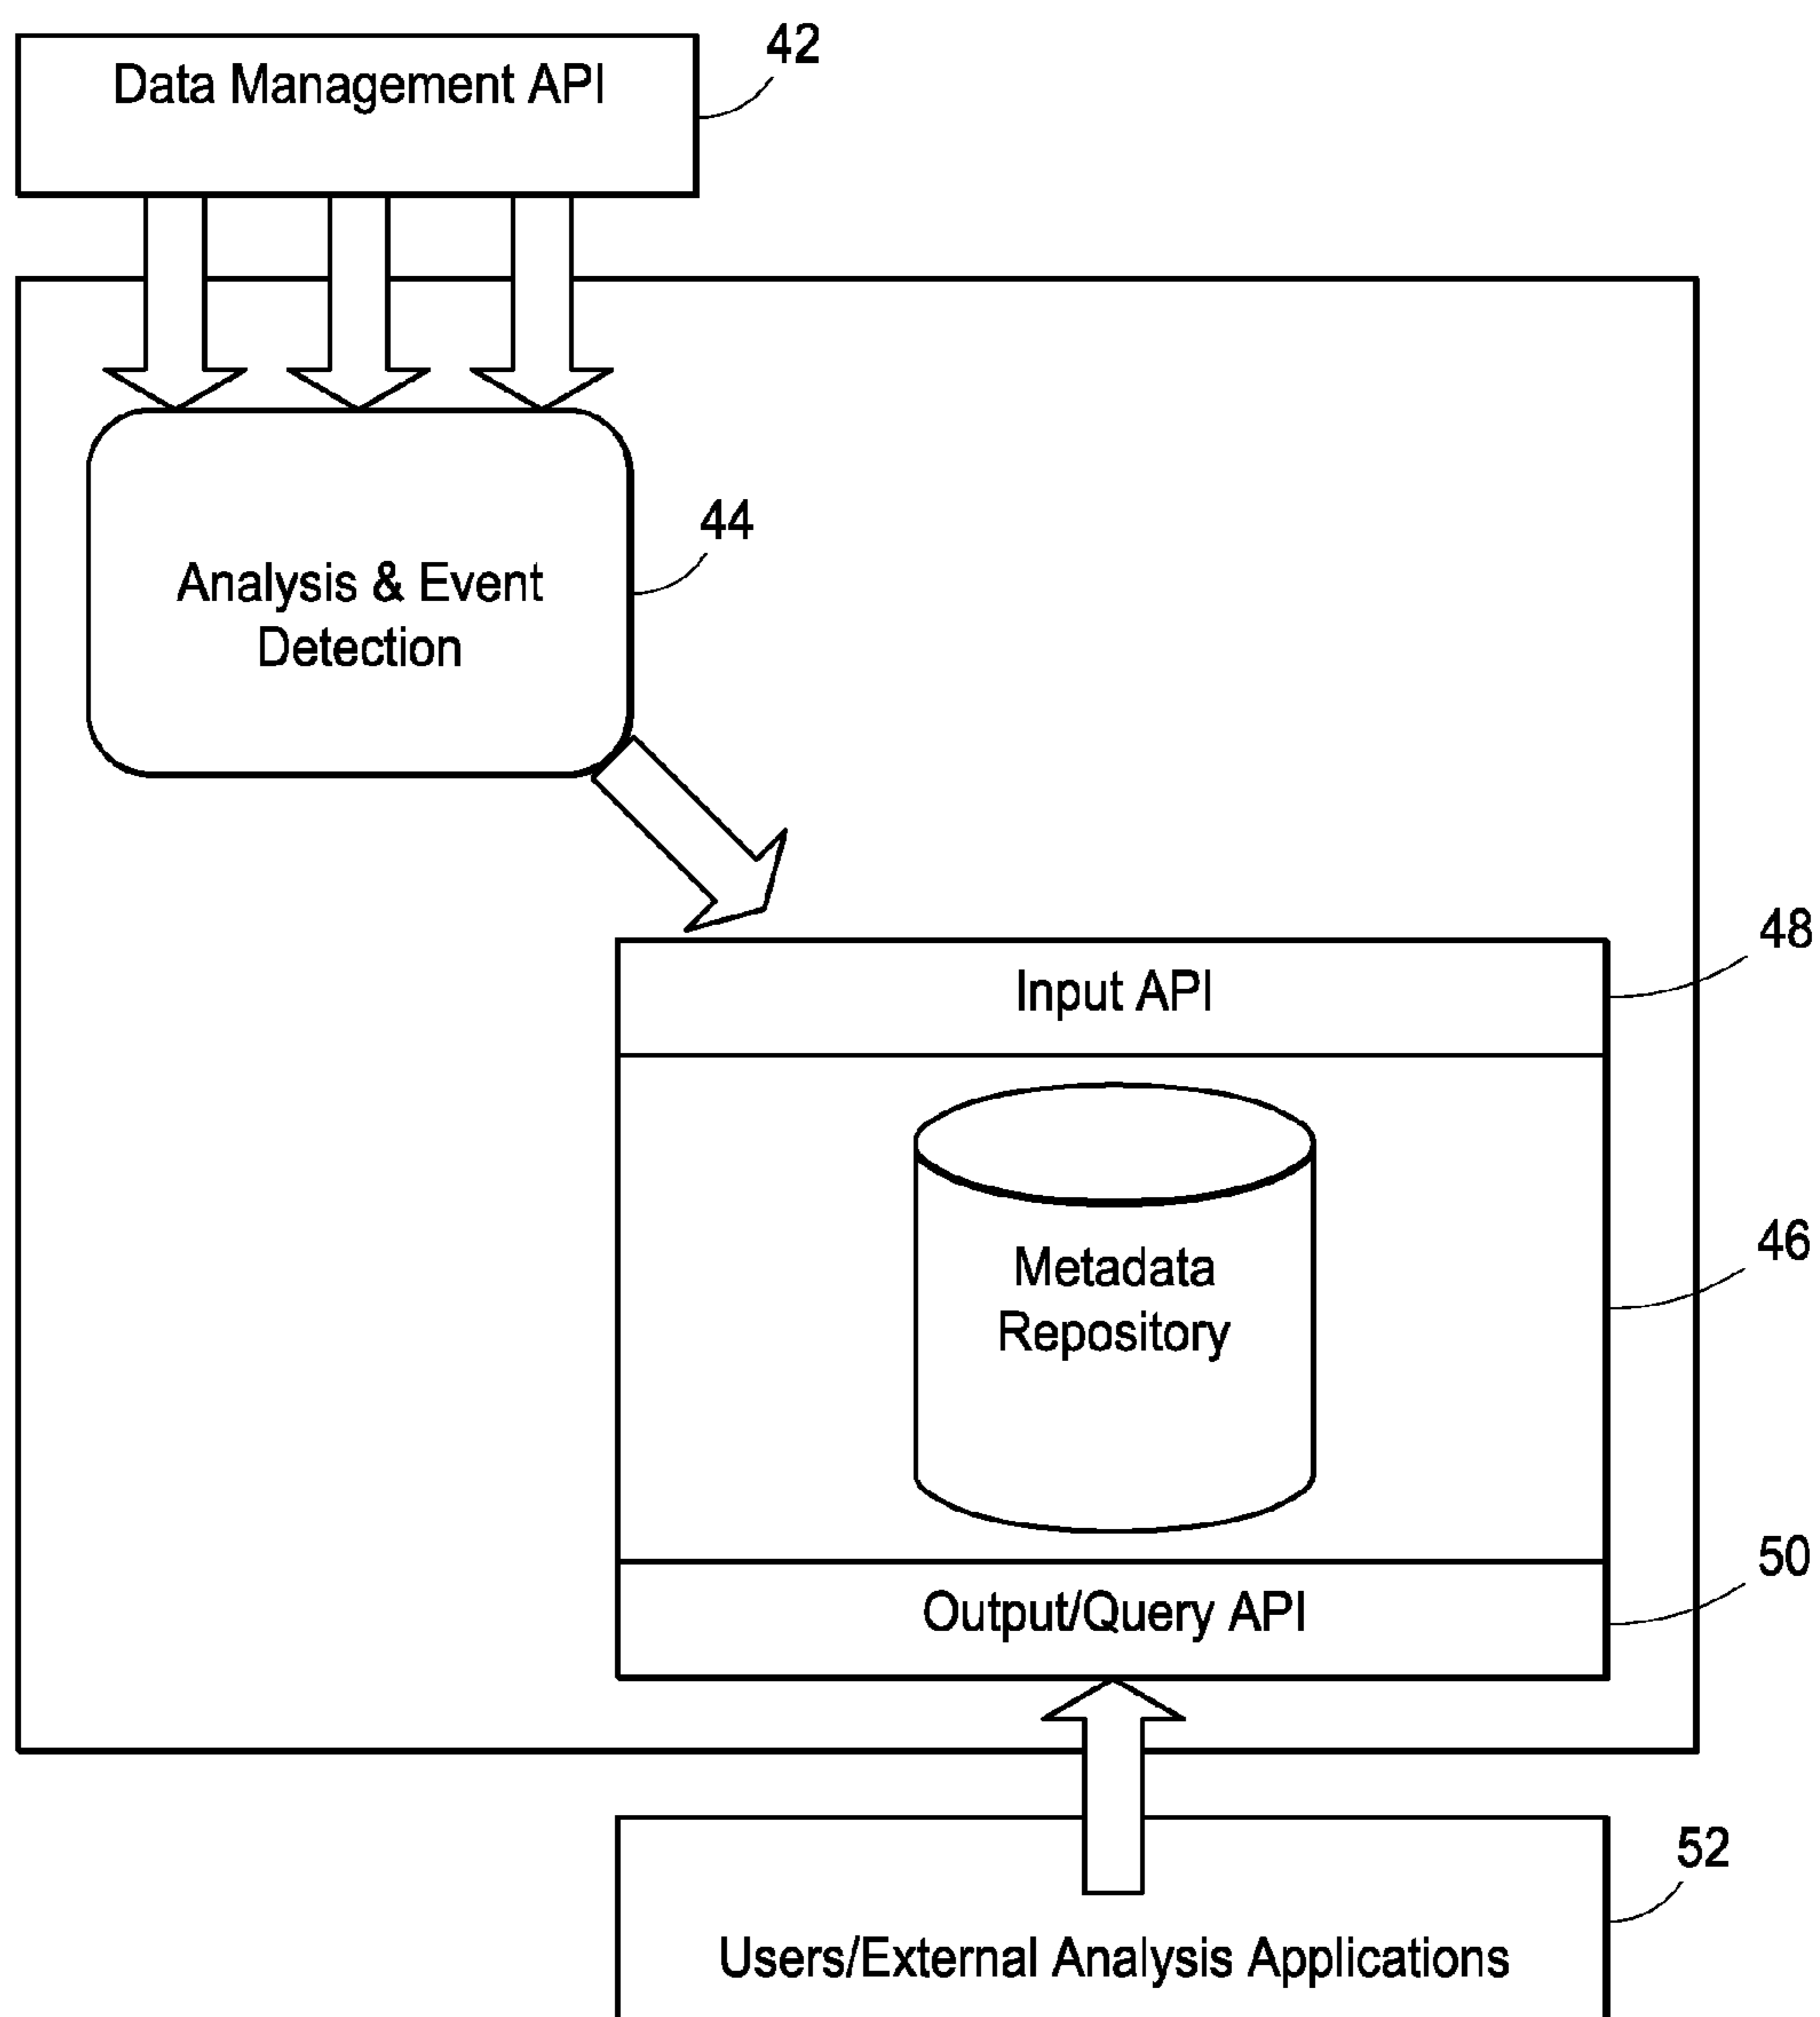 42
Data Management API
44
Analysis & Event
Detection
48
Input API
46
Metadata
Repository
50
Output/Query API
52
Users/External Analysis Applications